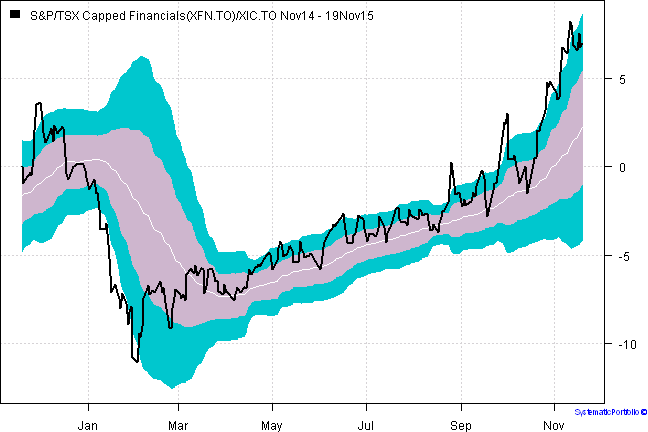 S&P/TSX Capped Financials(XFN.TO)/XIC.TO Nov14 - 19Nov15
5
0
-5
-10
Jan Mar May Jul Sep Nov
SystematicPortfolio ©